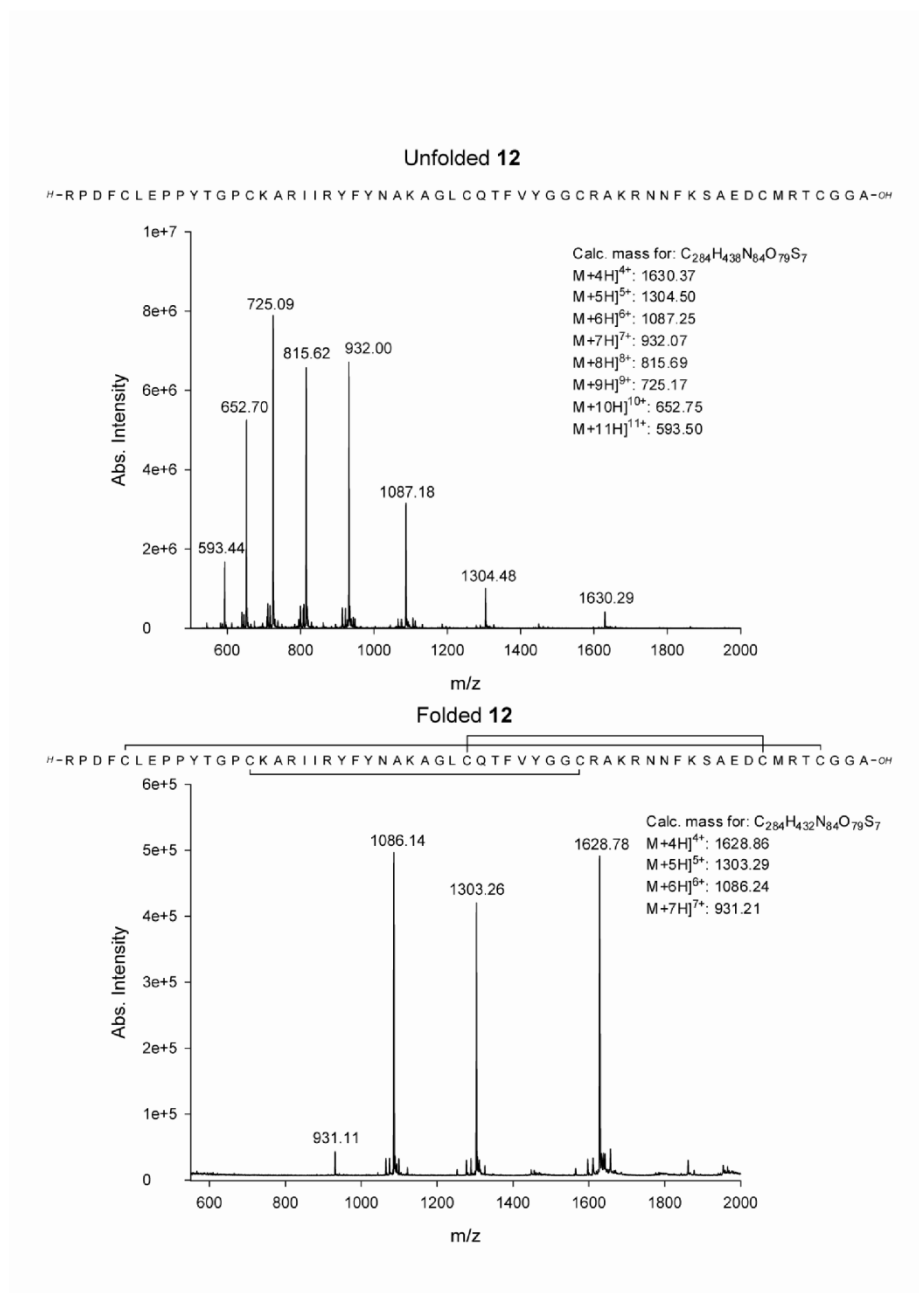 Unfolded 12
H-RPDFCLEPPYTGPCKARIIRYFYNAKAGLCQTFVYGGCRAKRNNFKSAEDCMRTCGGA-OH
1e+7
8e+6
6e+6
4e+6
2e+6
0
Abs. Intensity
593.44
652.70
725.09
815.62
932.00
1087.18
1304.48
1630.29
Calc. mass for: C284H438N84O79S7
M+4H]4+: 1630.37
M+5H]5+: 1304.50
M+6H]6+: 1087.25
M+7H]7+: 932.07
M+8H]8+: 815.69
M+9H]9+: 725.17
M+10H]10+: 652.75
M+11H]11+: 593.50
600 800 1000 1200 1400 1600 1800 2000
m/z
Folded 12
H-RPDFCLEPPYTGPCKARIIRYFYNAKAGLCQTFVYGGCRAKRNNFKSAEDCMRTCGGA-OH
6e+5
5e+5
4e+5
3e+5
2e+5
1e+5
0
Abs. Intensity
931.11
1086.14
1303.26
1628.78
Calc. mass for: C284H432N84O79S7
M+4H]4+: 1628.86
M+5H]5+: 1303.29
M+6H]6+: 1086.24
M+7H]7+: 931.21
600 800 1000 1200 1400 1600 1800 2000
m/z